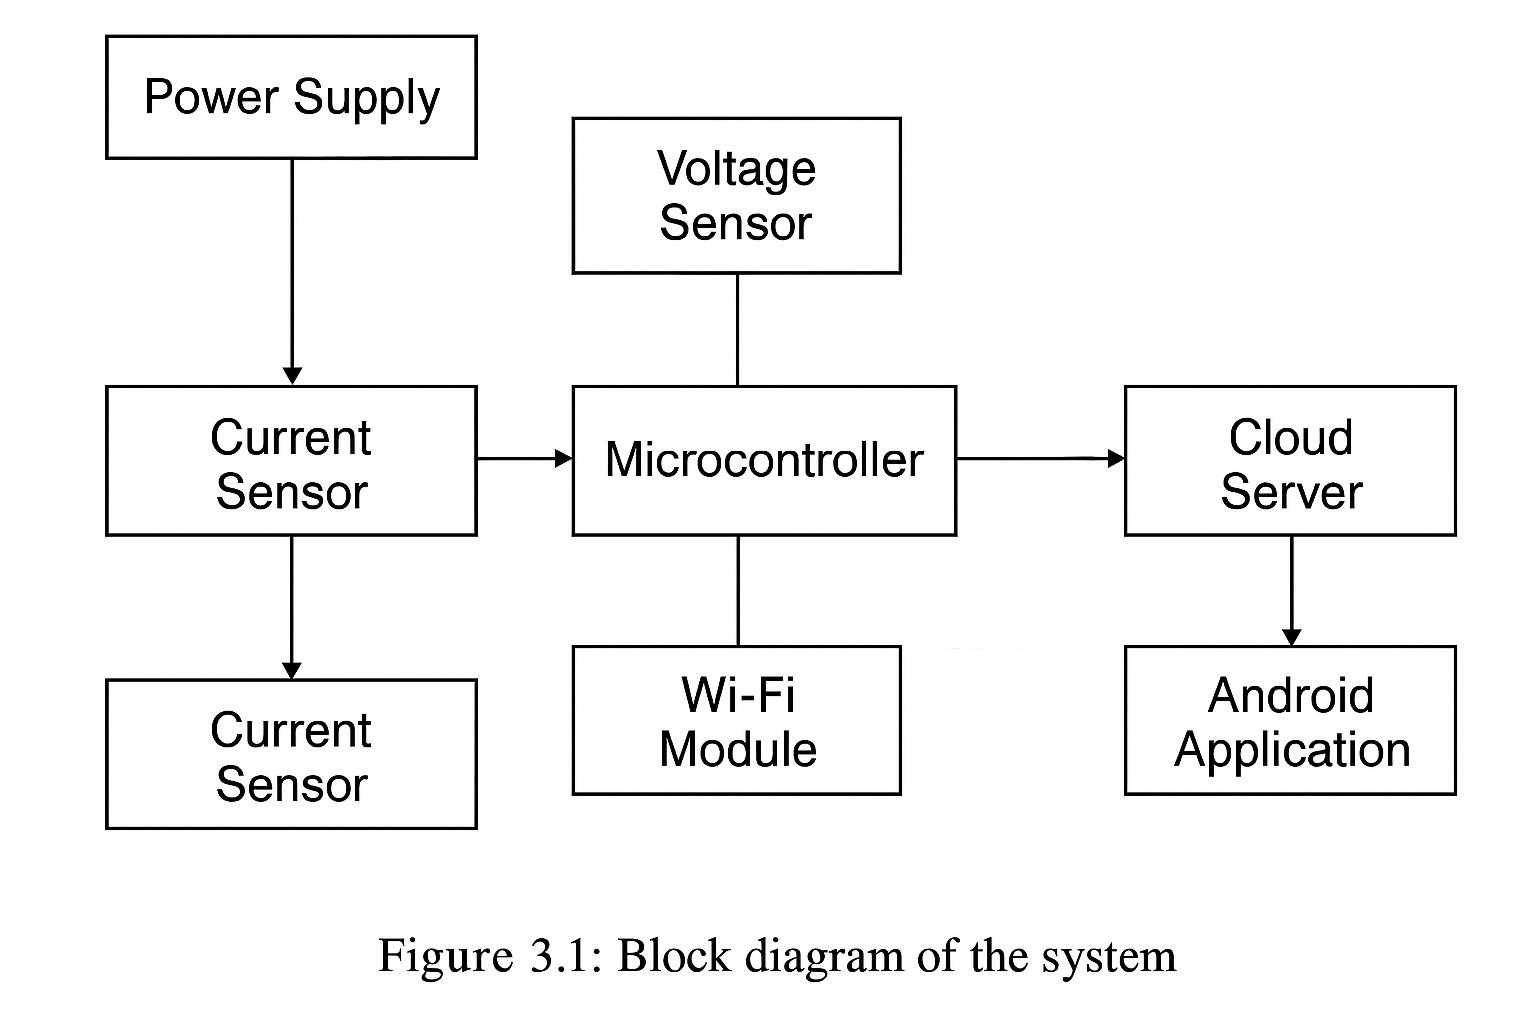 Power Supply
Voltage
Sensor
Current
Sensor
Microcontroller
Cloud
Server
Current
Sensor
Wi-Fi
Module
Android
Application
Figure 3.1: Block diagram of the system